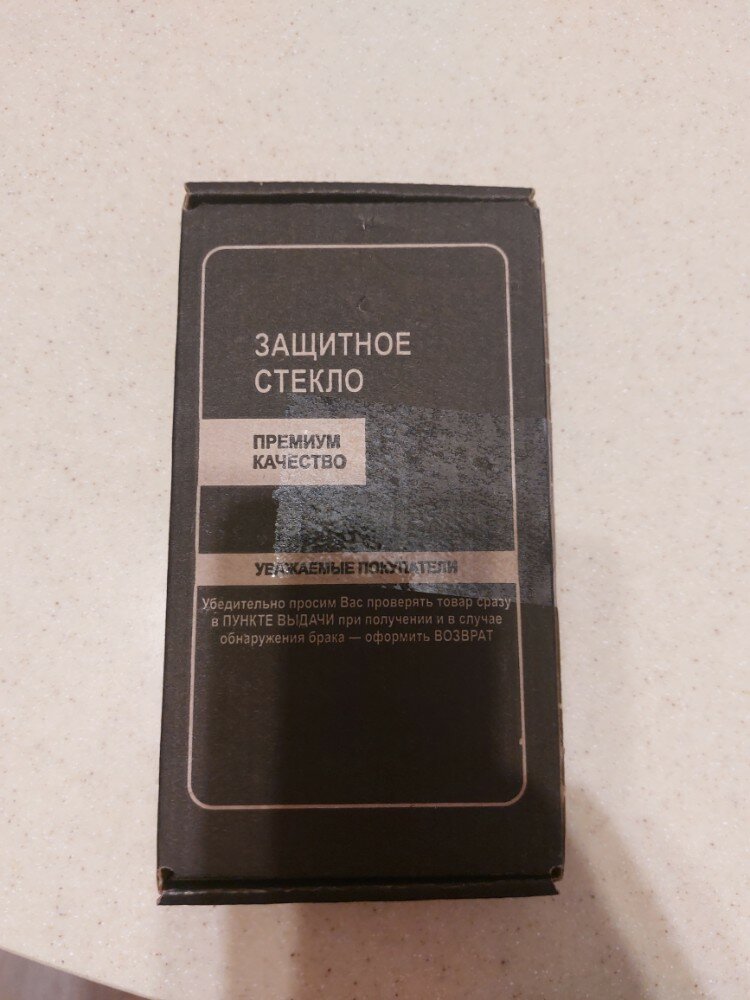 ЗАЩИТНОЕ
СТЕКЛО
ПРЕМИУМ
КАЧЕСТВО
УВАЖАЕМЫЕ ПОКУПАТЕЛИ
Убедительно просим Вас проверять товар сразу
в ПУНКТЕ ВЫДАЧИ при получении и в случае
обнаружения брака — оформить ВОЗВРАТ